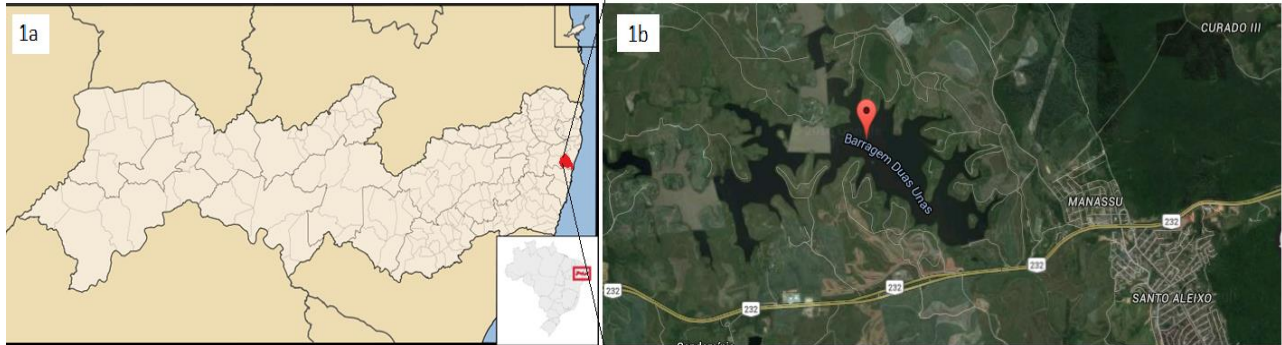 1a
1b
CURADO III
Barragem Duas Unas
MANASSU
232
232
232
232
232
SANTO ALEIXO